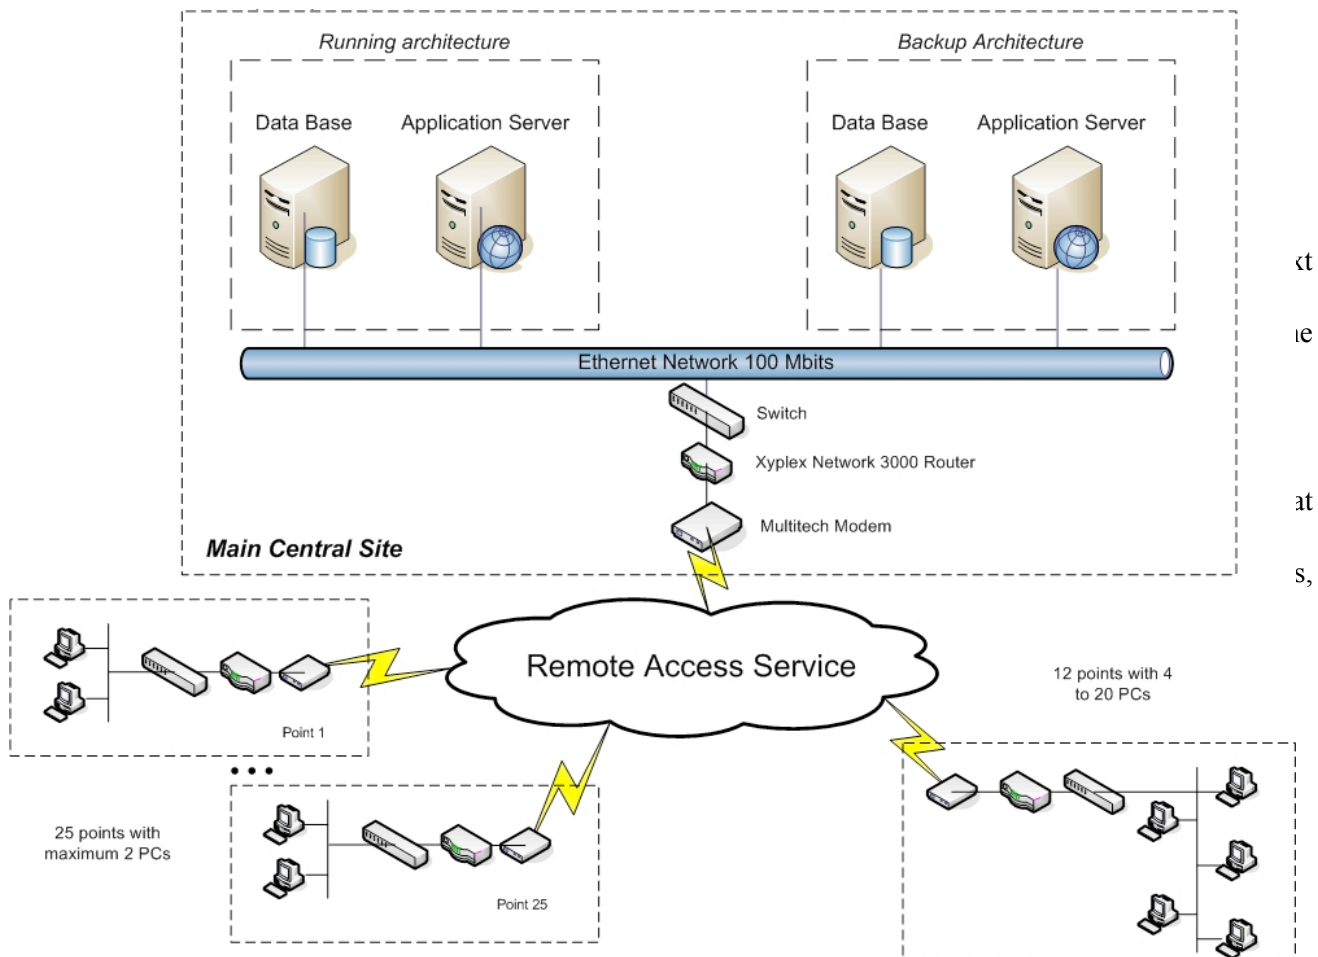 Running architecture
Backup Architecture
Data Base
Application Server
Data Base
Application Server
Ethernet Network 100 Mbits
Switch
Xyplex Network 3000 Router
Multitech Modem
Main Central Site
Remote Access Service
12 points with 4
to 20 PCs
Point 1
25 points with
maximum 2 PCs
Point 25
at
s,